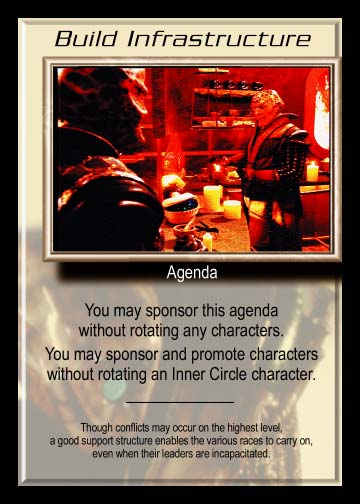 Build Infrastructure
Agenda
You may sponsor this agenda
without rotating any characters.
You may sponsor and promote characters
without rotating an Inner Circle character.
Though conflicts may occur on the highest level,
a good support structure enables the various races to carry on,
even when their leaders are incapacitated.